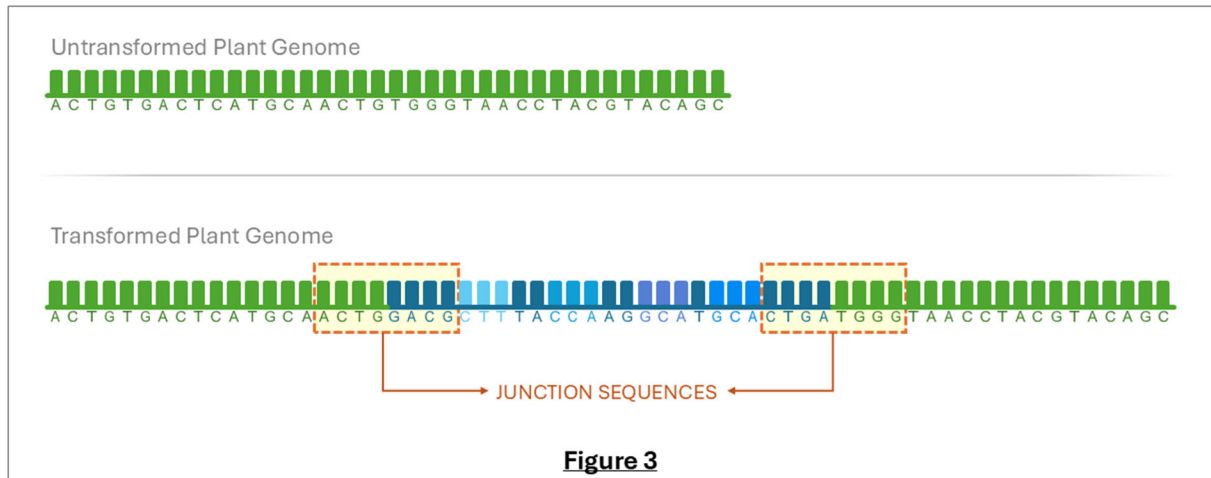 Untransformed Plant Genome
A C T G T G A C T C A T G C A A C T G T G G G T A A C C T A C G T A C A G C
Transformed Plant Genome
A C T G T G A C T C A T G C A A C T G G A C G C T T T A C C A A G G C A T G C A C T G A T G G G T A A C C T A C G T A C A G C
JUNCTION SEQUENCES
Figure 3